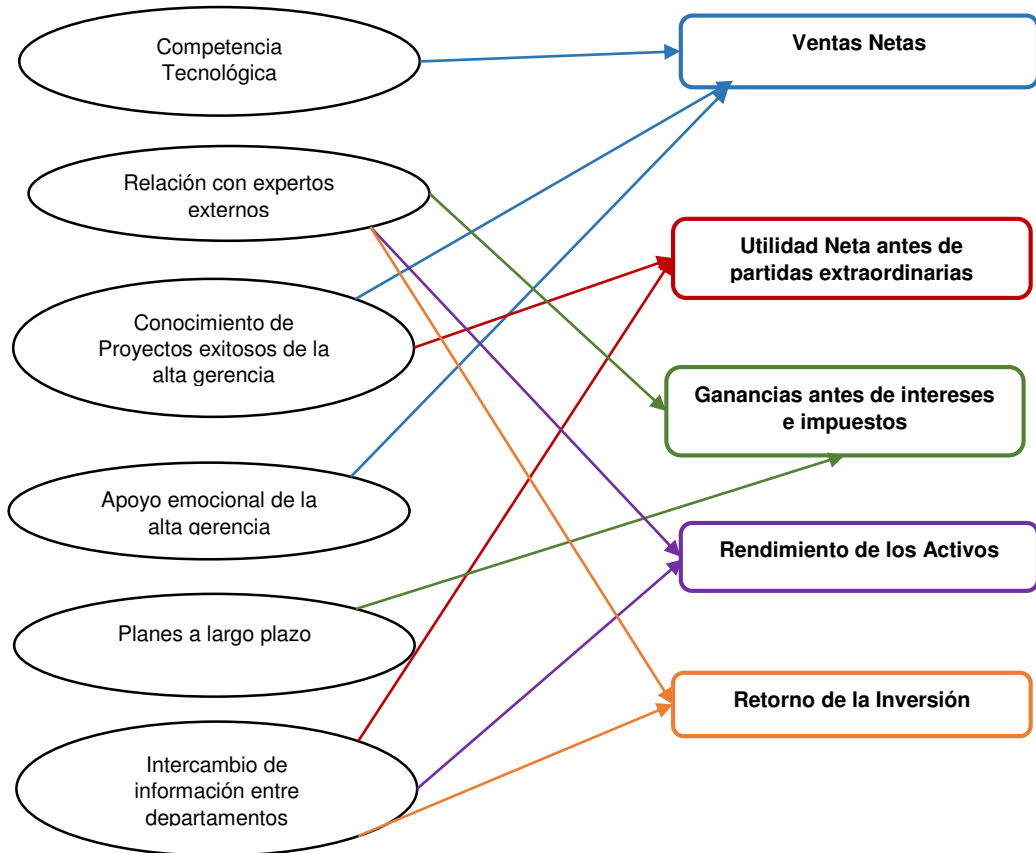 Competencia
Tecnológica
Relación con expertos
externos
Conocimiento de
Proyectos exitosos de la
alta gerencia
Apoyo emocional de la
alta gerencia
Planes a largo plazo
Intercambio de
información entre
departamentos
Ventas Netas
Utilidad Neta antes de
partidas extraordinarias
Ganancias antes de intereses
e impuestos
Rendimiento de los Activos
Retorno de la Inversión